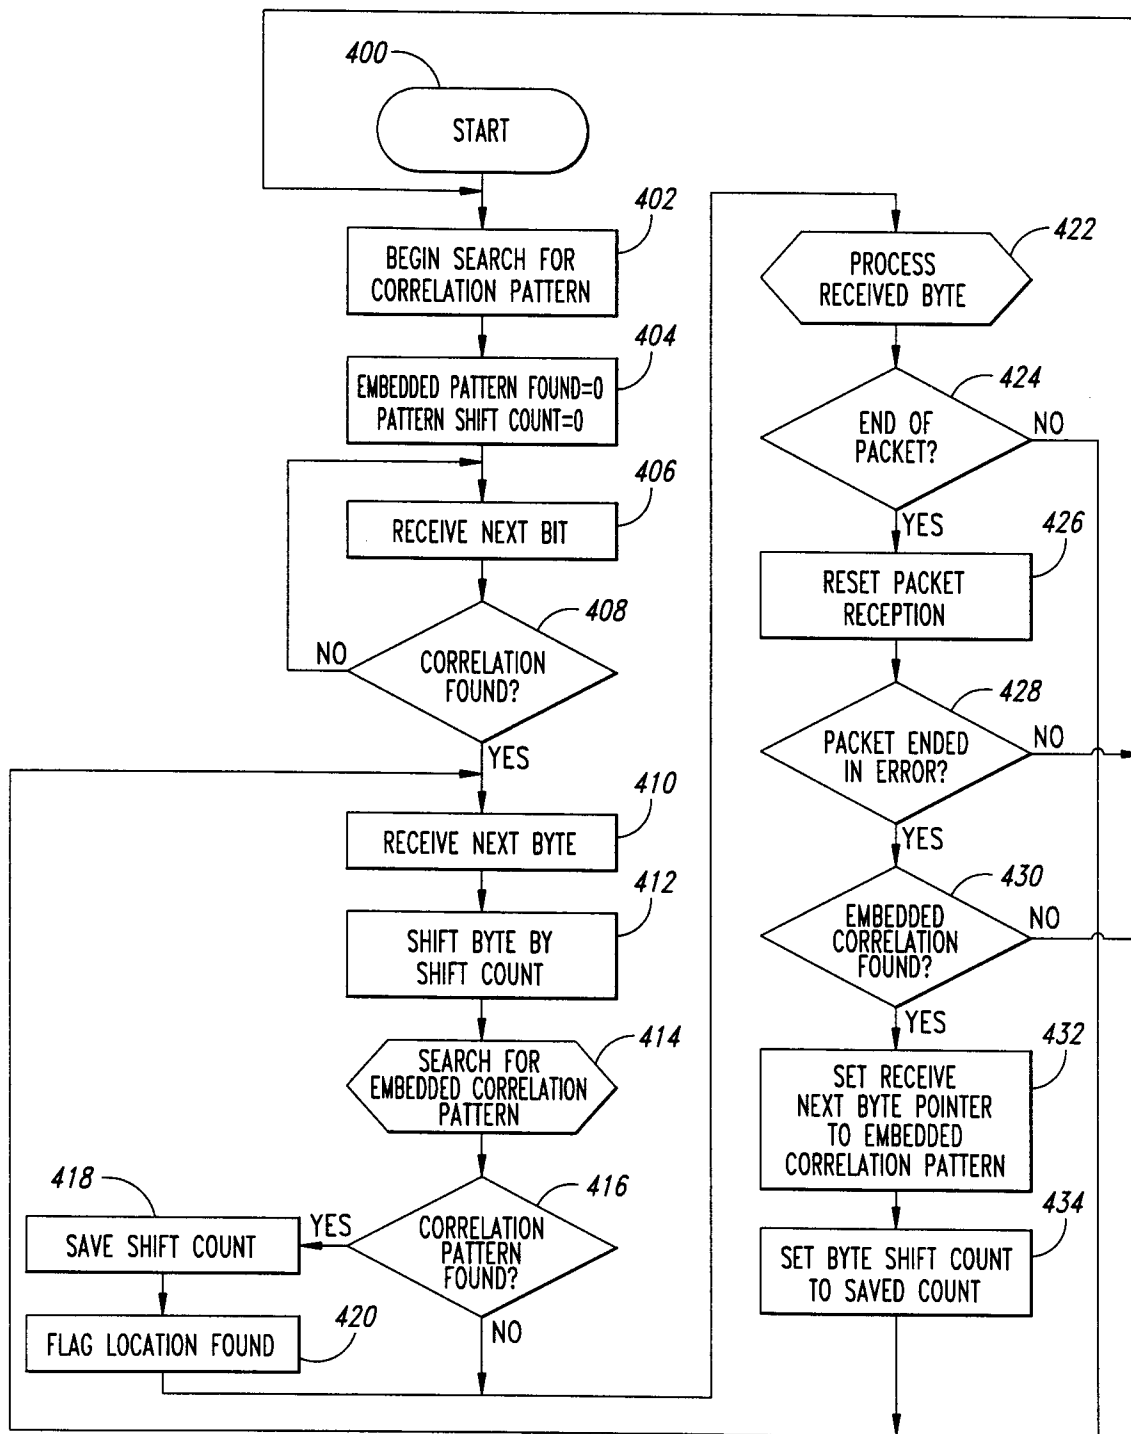 400
START
402
BEGIN SEARCH FOR
CORRELATION PATTERN
404
EMBEDDED PATTERN FOUND=0
PATTERN SHIFT COUNT=0
406
RECEIVE NEXT BIT
408
NO
CORRELATION
FOUND?
YES
410
RECEIVE NEXT BYTE
412
SHIFT BYTE BY
SHIFT COUNT
414
SEARCH FOR
EMBEDDED CORRELATION
PATTERN
416
CORRELATION
PATTERN
FOUND?
YES
NO
418
SAVE SHIFT COUNT
420
FLAG LOCATION FOUND
422
PROCESS
RECEIVED BYTE
424
END OF
PACKET?
NO
YES
426
RESET PACKET
RECEPTION
428
PACKET ENDED
IN ERROR?
NO
YES
430
EMBEDDED
CORRELATION
FOUND?
NO
YES
432
SET RECEIVE
NEXT BYTE POINTER
TO EMBEDDED
CORRELATION PATTERN
434
SET BYTE SHIFT COUNT
TO SAVED COUNT